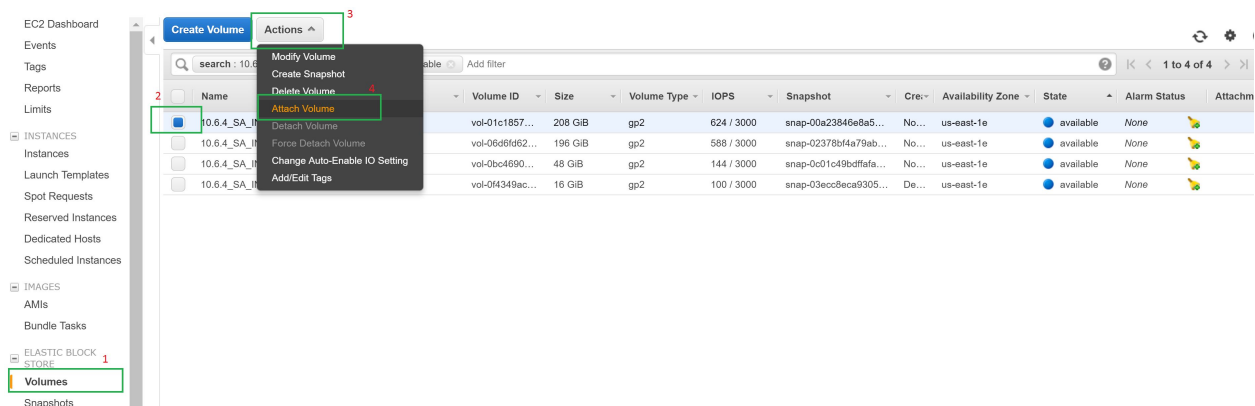 EC2 Dashboard
Events
Tags
Reports
Limits
INSTANCES
Instances
Launch Templates
Spot Requests
Reserved Instances
Dedicated Hosts
Scheduled Instances
IMAGES
AMIs
Bundle Tasks
ELASTIC BLOCK
STORE
1
Volumes
Snapshots
Create Volume Actions
3
search : 10.6 able Add filter
1 to 4 of 4
Modify Volume
Create Snapshot
Delete Volume
4
Attach Volume
Detach Volume
Force Detach Volume
Change Auto-Enable IO Setting
Add/Edit Tags
2
Name Volume ID Size Volume Type IOPS Snapshot Availability Zone State Alarm Status Attachm
10.6.4_SA_IN vol-01c1857... 208 GiB gp2 624 / 3000 snap-00a23846e8a5... No... us-east-1e available None
10.6.4_SA_IN vol-06d6fd62... 196 GiB gp2 588 / 3000 snap-02378bf4a79ab... No... us-east-1e available None
10.6.4_SA_IN vol-0bc4690... 48 GiB gp2 144 / 3000 snap-0c01c49bdffafa... No... us-east-1e available None
10.6.4_SA_IN vol-0f4349ac... 16 GiB gp2 100 / 3000 snap-03ecc8eca9305... De... us-east-1e available None